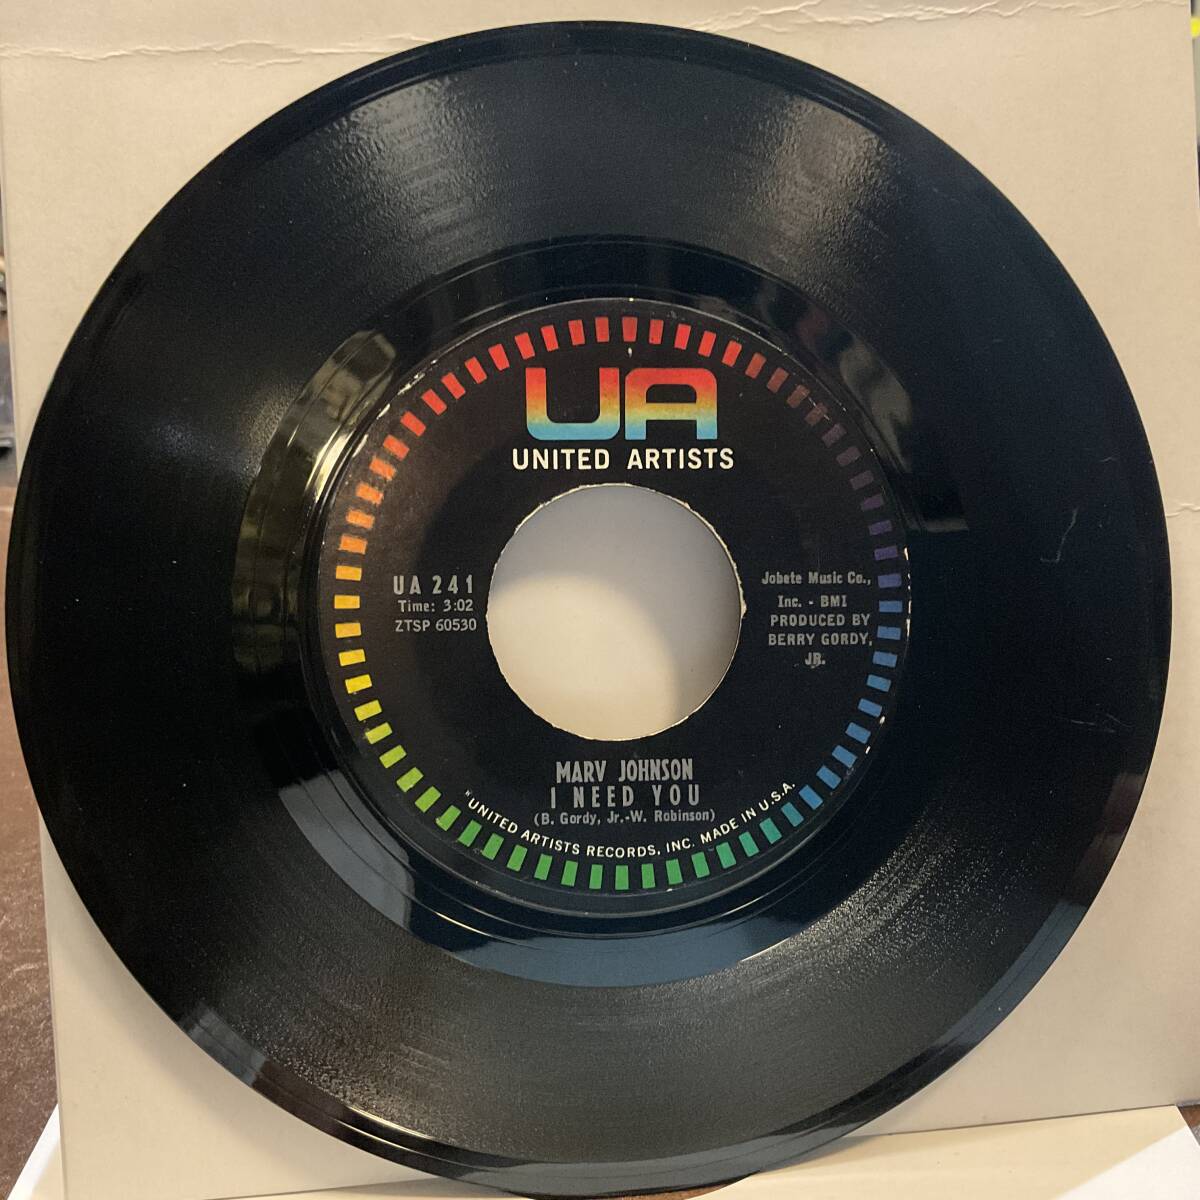 UA
UNITED ARTISTS
UA 241
Time: 3:02
ZTSP 60530
Jobete Music Co.,
Inc. - BMI
PRODUCED BY
BERRY GORDY,
JR.
MARV JOHNSON
I NEED YOU
(B. Gordy, Jr.-W. Robinson)
"UNITED ARTISTS RECORDS, INC. MADE IN U.S.A.